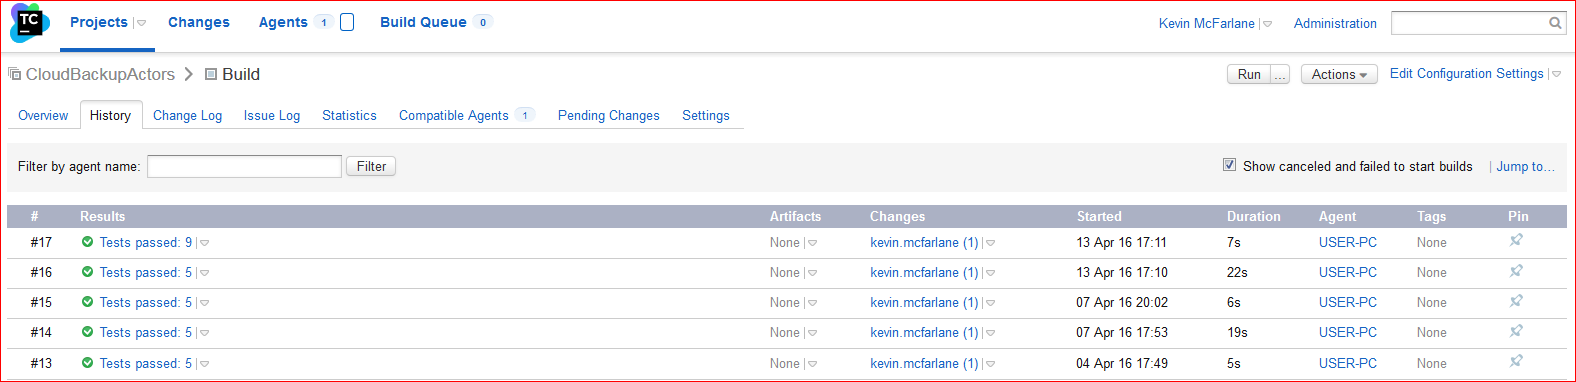 TC Projects Changes Agents 1 Build Queue 0 Kevin McFarlane Administration
CloudBackupActors Build Run ... Actions Edit Configuration Settings
Overview History Change Log Issue Log Statistics Compatible Agents 1 Pending Changes Settings
Filter by agent name: Filter Show canceled and failed to start builds Jump to...
# Results Artifacts Changes Started Duration Agent Tags Pin
#17 Tests passed: 9 None kevin.mcfarlane (1) 13 Apr 16 17:11 7s USER-PC None
#16 Tests passed: 5 None kevin.mcfarlane (1) 13 Apr 16 17:10 22s USER-PC None
#15 Tests passed: 5 None kevin.mcfarlane (1) 07 Apr 16 20:02 6s USER-PC None
#14 Tests passed: 5 None kevin.mcfarlane (1) 07 Apr 16 17:53 19s USER-PC None
#13 Tests passed: 5 None kevin.mcfarlane (1) 04 Apr 16 17:49 5s USER-PC None